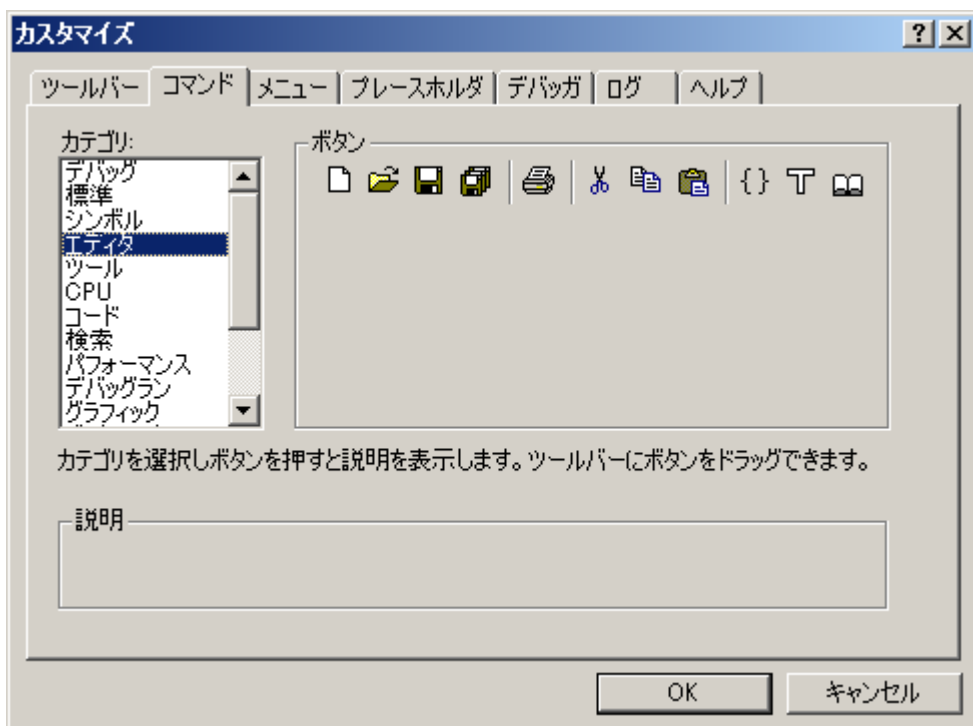 カスタマイズ
ツールバー コマンド メニュー プレースホルダ デバッガ ログ ヘルプ
カテゴリ:
デバッグ
標準
シンボル
エディタ
ツール
CPU
コード
検索
パフォーマンス
デバッグラン
グラフィック
ボタン
カテゴリを選択しボタンを押すと説明を表示します。ツールバーにボタンをドラッグできます。
説明
OK キャンセル